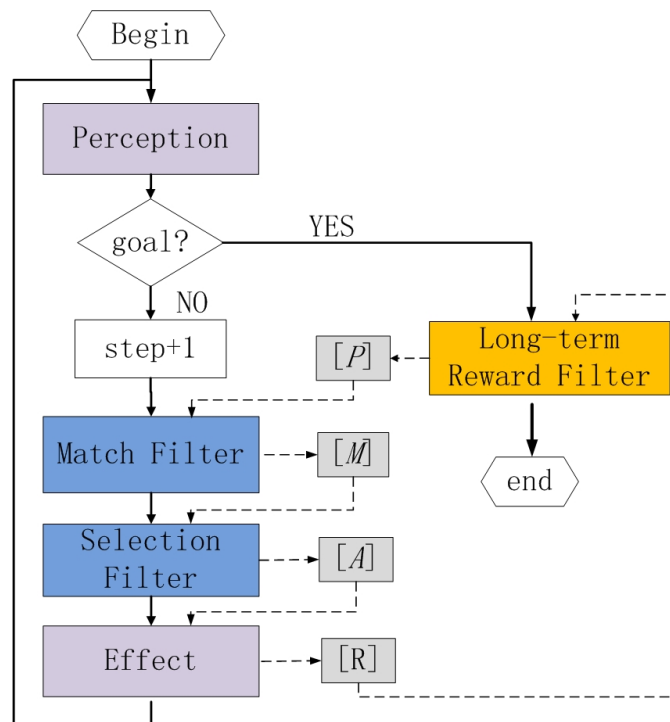 Begin
Perception
goal?
YES
NO
step+1
Long-term
Reward Filter
[P]
Match Filter
[M]
end
Selection
Filter
[A]
Effect
[R]